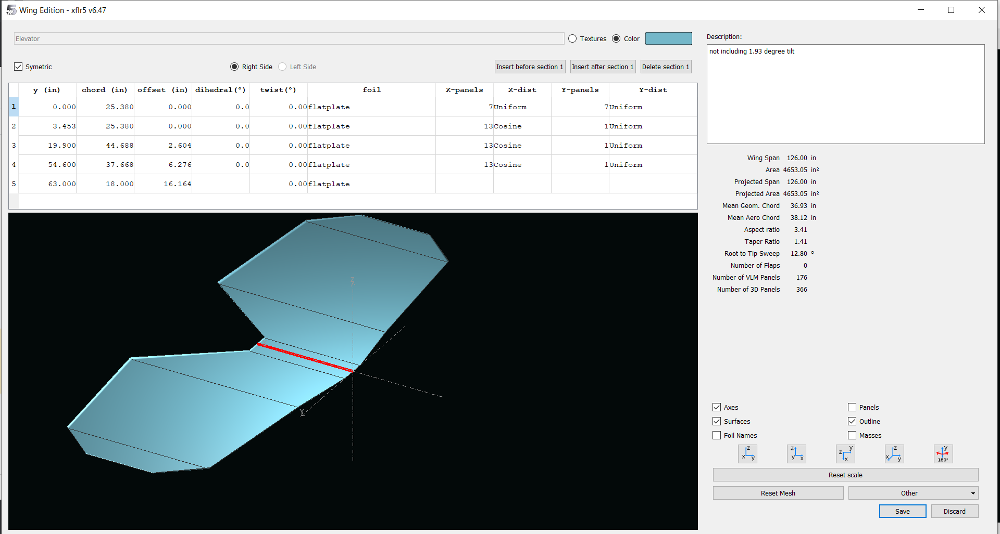 Wing Edition - xflr5 v6.47
Elevator
Textures Color
Description:
not including 1.93 degree tilt
Symetric
Right Side Left Side
Insert before section 1 Insert after section 1 Delete section 1
y (in) chord (in) offset (in) dihedral(°) twist(°) foil X-panels X-dist Y-panels Y-dist
1 0.000 25.380 0.000 0.0 0.00 flatplate 7 Uniform 7 Uniform
2 3.453 25.380 0.000 0.0 0.00 flatplate 13 Cosine 1 Uniform
3 19.900 44.688 2.604 0.0 0.00 flatplate 13 Cosine 1 Uniform
4 54.600 37.668 6.276 0.0 0.00 flatplate 13 Cosine 1 Uniform
5 63.000 18.000 16.164 0.00 flatplate
Z
Y
Wing Span 126.00 in
Area 4653.05 in²
Projected Span 126.00 in
Projected Area 4653.05 in²
Mean Geom. Chord 36.93 in
Mean Aero Chord 38.12 in
Aspect ratio 3.41
Taper Ratio 1.41
Root to Tip Sweep 12.80 °
Number of Flaps 0
Number of VLM Panels 176
Number of 3D Panels 366
Axes Panels
Surfaces Outline
Foil Names Masses
z x y
z y x
y z x
z x y
y 180°
Reset scale
Reset Mesh Other
Save Discard